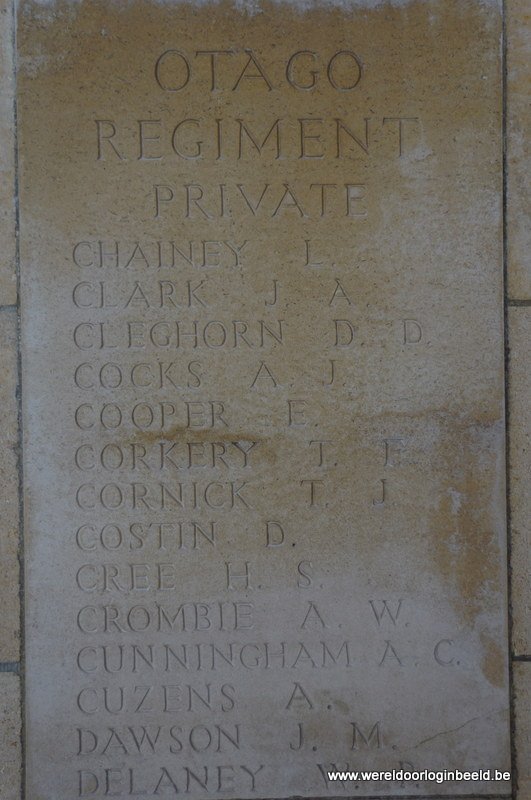 OTAGO
REGIMENT
PRIVATE
CHAINEY L.
CLARK J. A.
CLEGHORN D. D.
COCKS A. J.
COOPER E.
CORKERY T. E.
CORNICK T. J.
COSTIN D.
CREE H. S.
CROMBIE A. W.
CUNNINGHAM A. C.
CUZENS A.
DAWSON J. M.
DELANEY W. P.
www.wereldoorloginbeeld.be